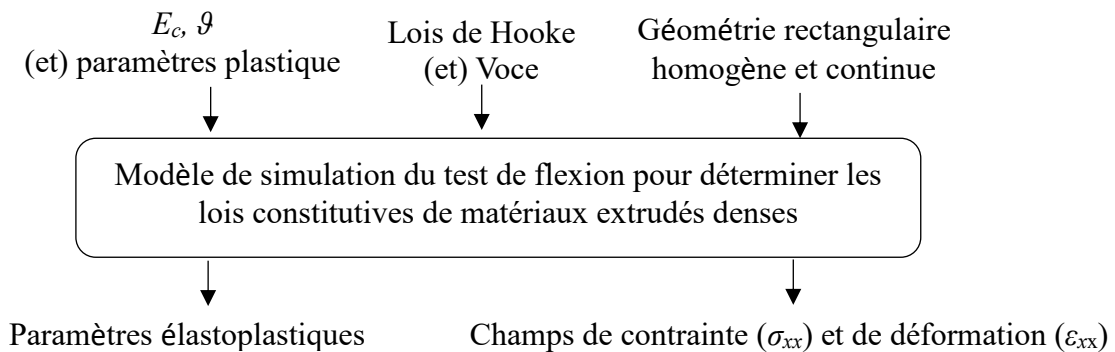 E_c, ϑ
(et) paramètres plastique
Lois de Hooke
(et) Voce
Géométrie rectangulaire
homogène et continue
Modèle de simulation du test de flexion pour déterminer les
lois constitutives de matériaux extrudés denses
Paramètres élastoplastiques
Champs de contrainte (σ_xx) et de déformation (ε_xx)